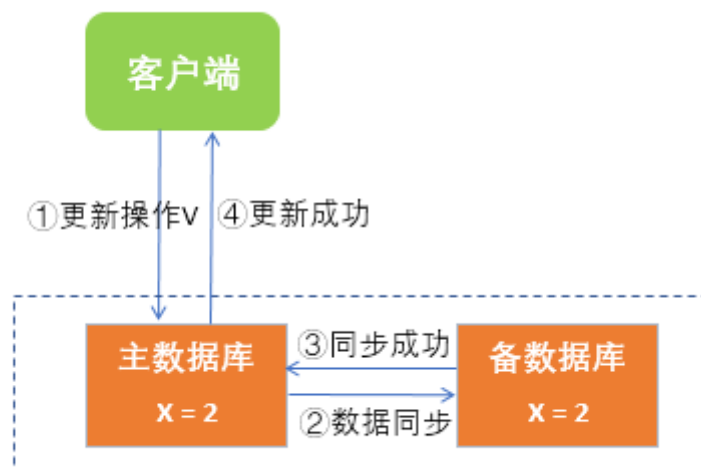 客户端
①更新操作v ④更新成功
主数据库
X = 2
③同步成功
②数据同步
备数据库
X = 2